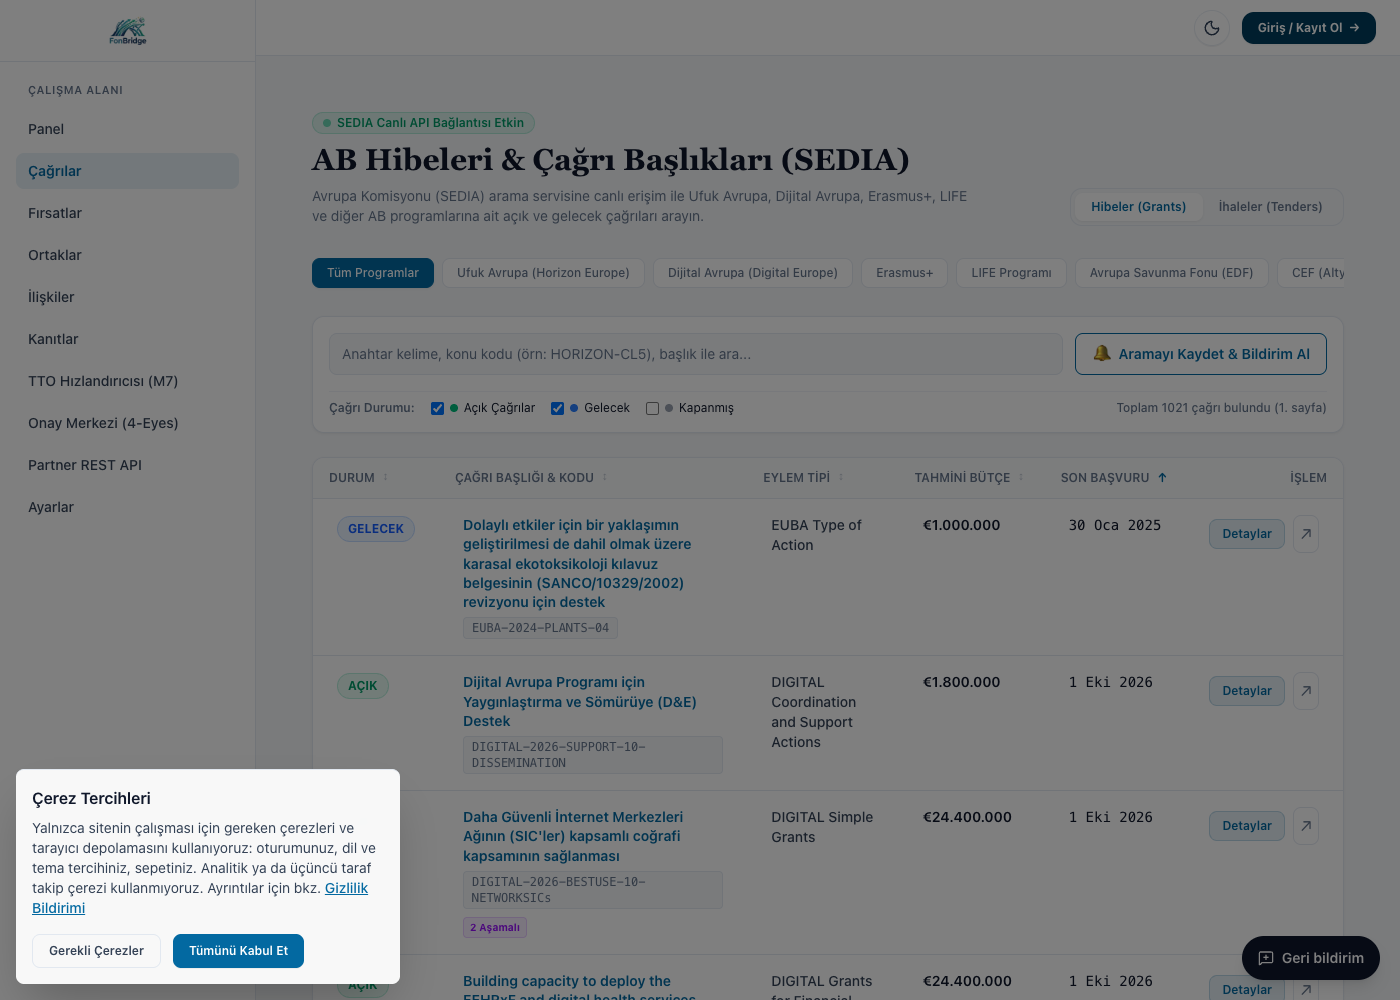 FonBridge
Giriş / Kayıt Ol →
ÇALIŞMA ALANI
Panel
Çağrılar
Fırsatlar
Ortaklar
İlişkiler
Kanıtlar
TTO Hızlandırıcısı (M7)
Onay Merkezi (4-Eyes)
Partner REST API
Ayarlar
SEDIA Canlı API Bağlantısı Etkin
AB Hibeleri & Çağrı Başlıkları (SEDIA)
Avrupa Komisyonu (SEDIA) arama servisine canlı erişim ile Ufuk Avrupa, Dijital Avrupa, Erasmus+, LIFE
ve diğer AB programlarına ait açık ve gelecek çağrıları arayın.
Hibeler (Grants) İhaleler (Tenders)
Tüm Programlar Ufuk Avrupa (Horizon Europe) Dijital Avrupa (Digital Europe) Erasmus+ LIFE Programı Avrupa Savunma Fonu (EDF) CEF (Alty
Anahtar kelime, konu kodu (örn: HORIZON-CL5), başlık ile ara...
Aramayı Kaydet & Bildirim Al
Çağrı Durumu: Açık Çağrılar Gelecek Kapanmış
Toplam 1021 çağrı bulundu (1. sayfa)
DURUM ÇAĞRI BAŞLIĞI & KODU EYLEM TİPİ TAHMİNİ BÜTÇE SON BAŞVURU ↑ İŞLEM
GELECEK
Dolaylı etkiler için bir yaklaşımın
geliştirilmesi de dahil olmak üzere
karasal ekotoksikoloji kılavuz
belgesinin (SANCO/10329/2002)
revizyonu için destek
EUBA-2024-PLANTS-04
EUBA Type of
Action
€1.000.000
30 Oca 2025
Detaylar
AÇIK
Dijital Avrupa Programı için
Yaygınlaştırma ve Sömürüye (D&E)
Destek
DIGITAL-2026-SUPPORT-10-
DISSEMINATION
DIGITAL
Coordination
and Support
Actions
€1.800.000
1 Eki 2026
Detaylar
Daha Güvenli İnternet Merkezleri
Ağının (SIC'ler) kapsamlı coğrafi
kapsamının sağlanması
DIGITAL-2026-BESTUSE-10-
NETWORKSICs
2 Aşamalı
DIGITAL Simple
Grants
€24.400.000
1 Eki 2026
Detaylar
AÇIK
Building capacity to deploy the
EEHRxF and digital health services
DIGITAL Grants
for Financial
€24.400.000
1 Eki 2026
Detaylar
Çerez Tercihleri
Yalnızca sitenin çalışması için gereken çerezleri ve
tarayıcı depolamasını kullanıyoruz: oturumunuz, dil ve
tema tercihiniz, sepetiniz. Analitik ya da üçüncü taraf
takip çerezi kullanmıyoruz. Ayrıntılar için bkz. Gizlilik
Bildirimi
Gerekli Çerezler Tümünü Kabul Et
Geri bildirim